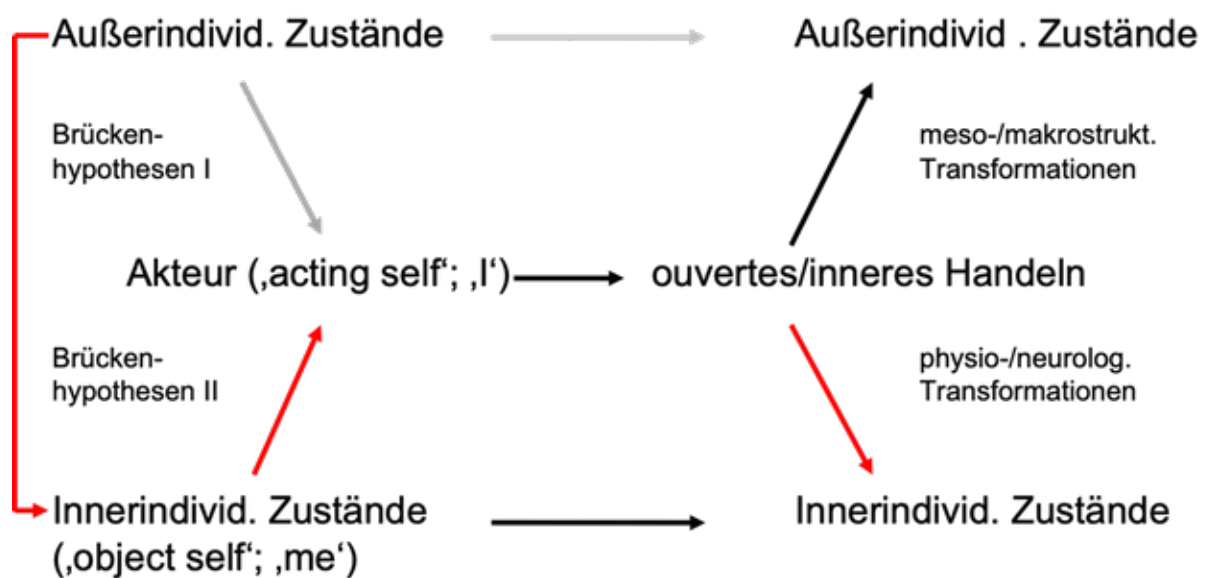 Außerindivid. Zustände
Außerindivid . Zustände
Brücken-
hypothesen I
meso-/makrostrukt.
Transformationen
Akteur (‚acting self‘; ‚I‘)
ouvertes/inneres Handeln
Brücken-
hypothesen II
physio-/neurolog.
Transformationen
Innerindivid. Zustände
(‚object self‘; ‚me‘)
Innerindivid. Zustände